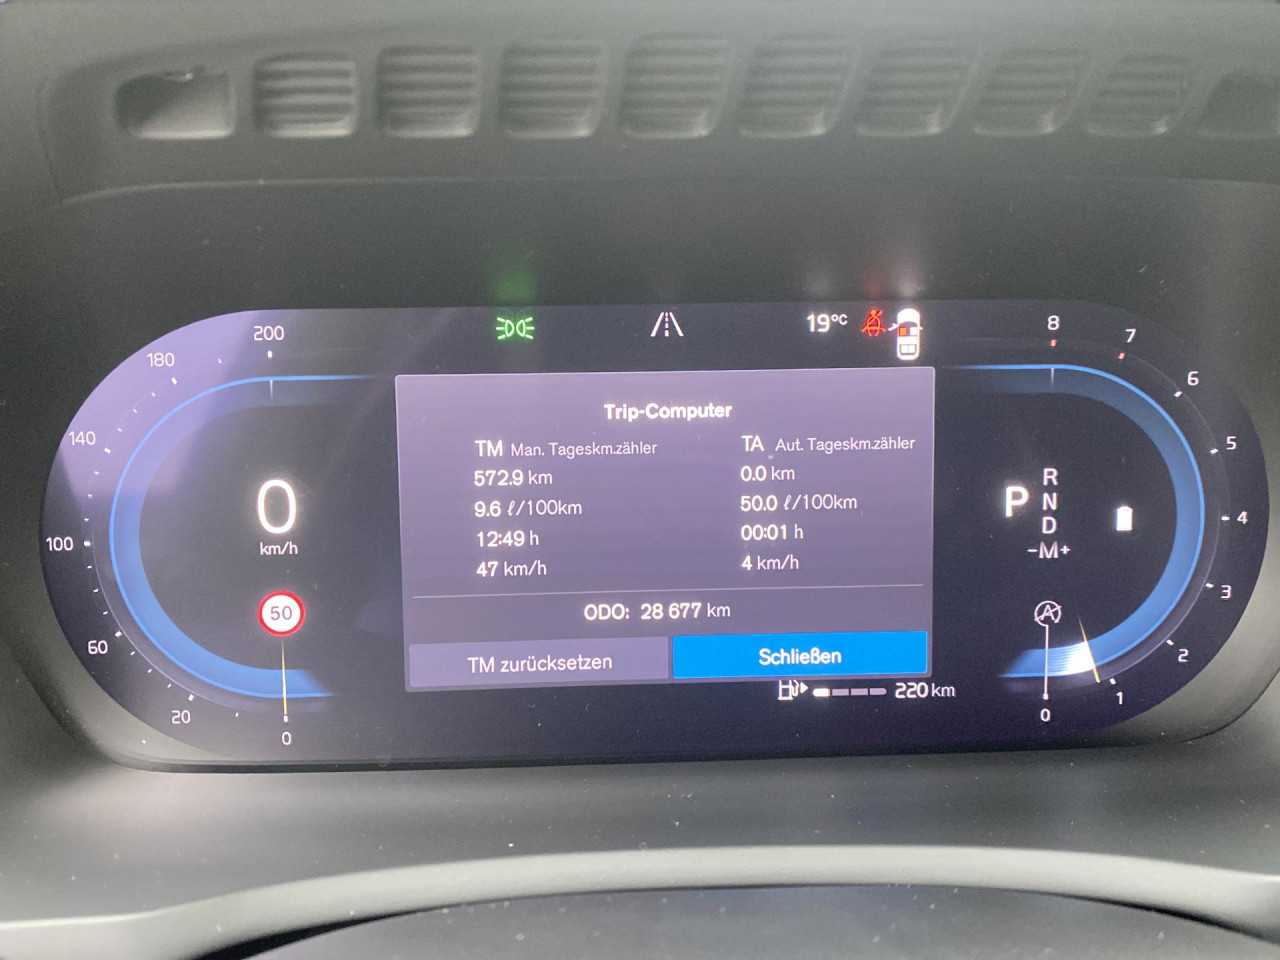 19°C
Trip-Computer
TM Man. Tageskm.zähler
572.9 km
9.6 ℓ/100km
12:49 h
47 km/h
TA Aut. Tageskm.zähler
0.0 km
50.0 ℓ/100km
00:01 h
4 km/h
ODO: 28 677 km
TM zurücksetzen
Schließen
220 km
200
180
140
100
60
20
0
0
km/h
50
P
R
N
D
-M+
A
8
7
6
5
4
3
2
1
0